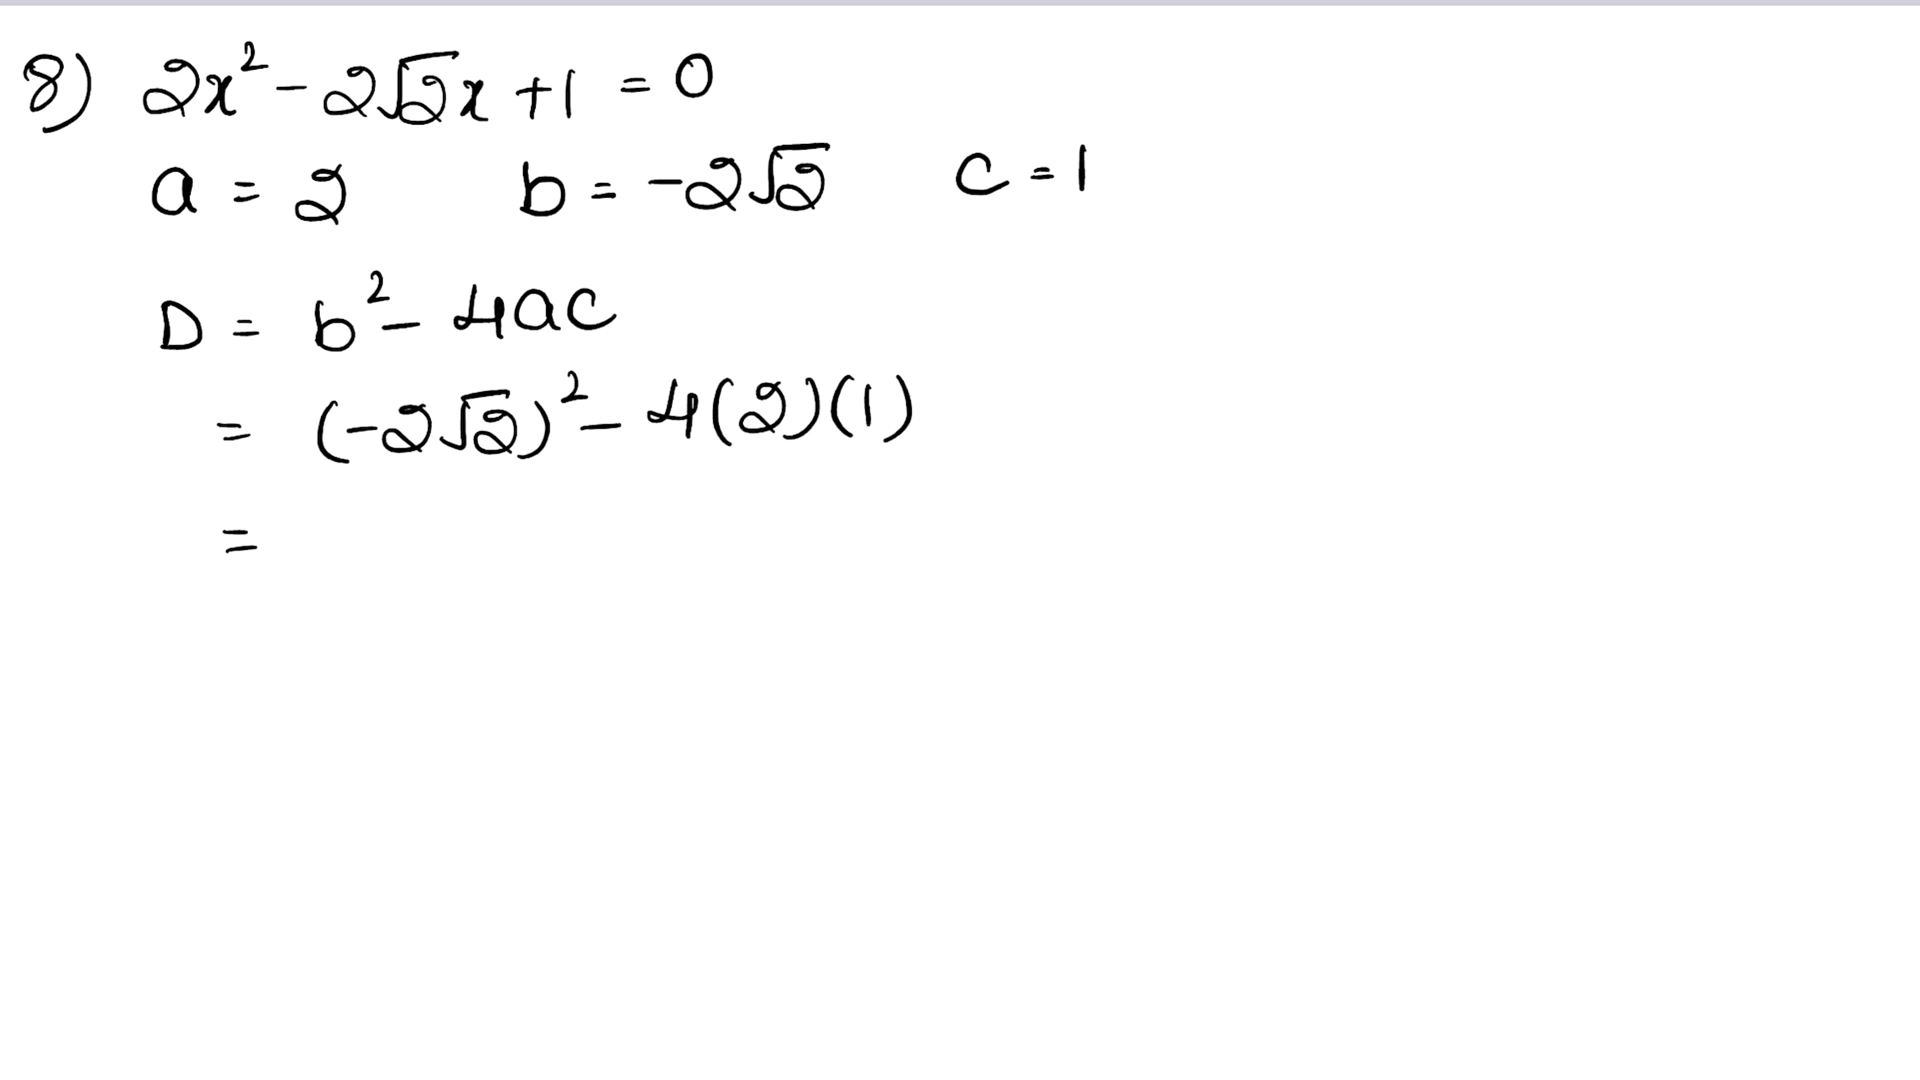 8) 2x² - 2√2x + 1 = 0
a = 2 b = -2√2 c = 1
D = b² - 4ac
= (-2√2)² - 4(2)(1)
=